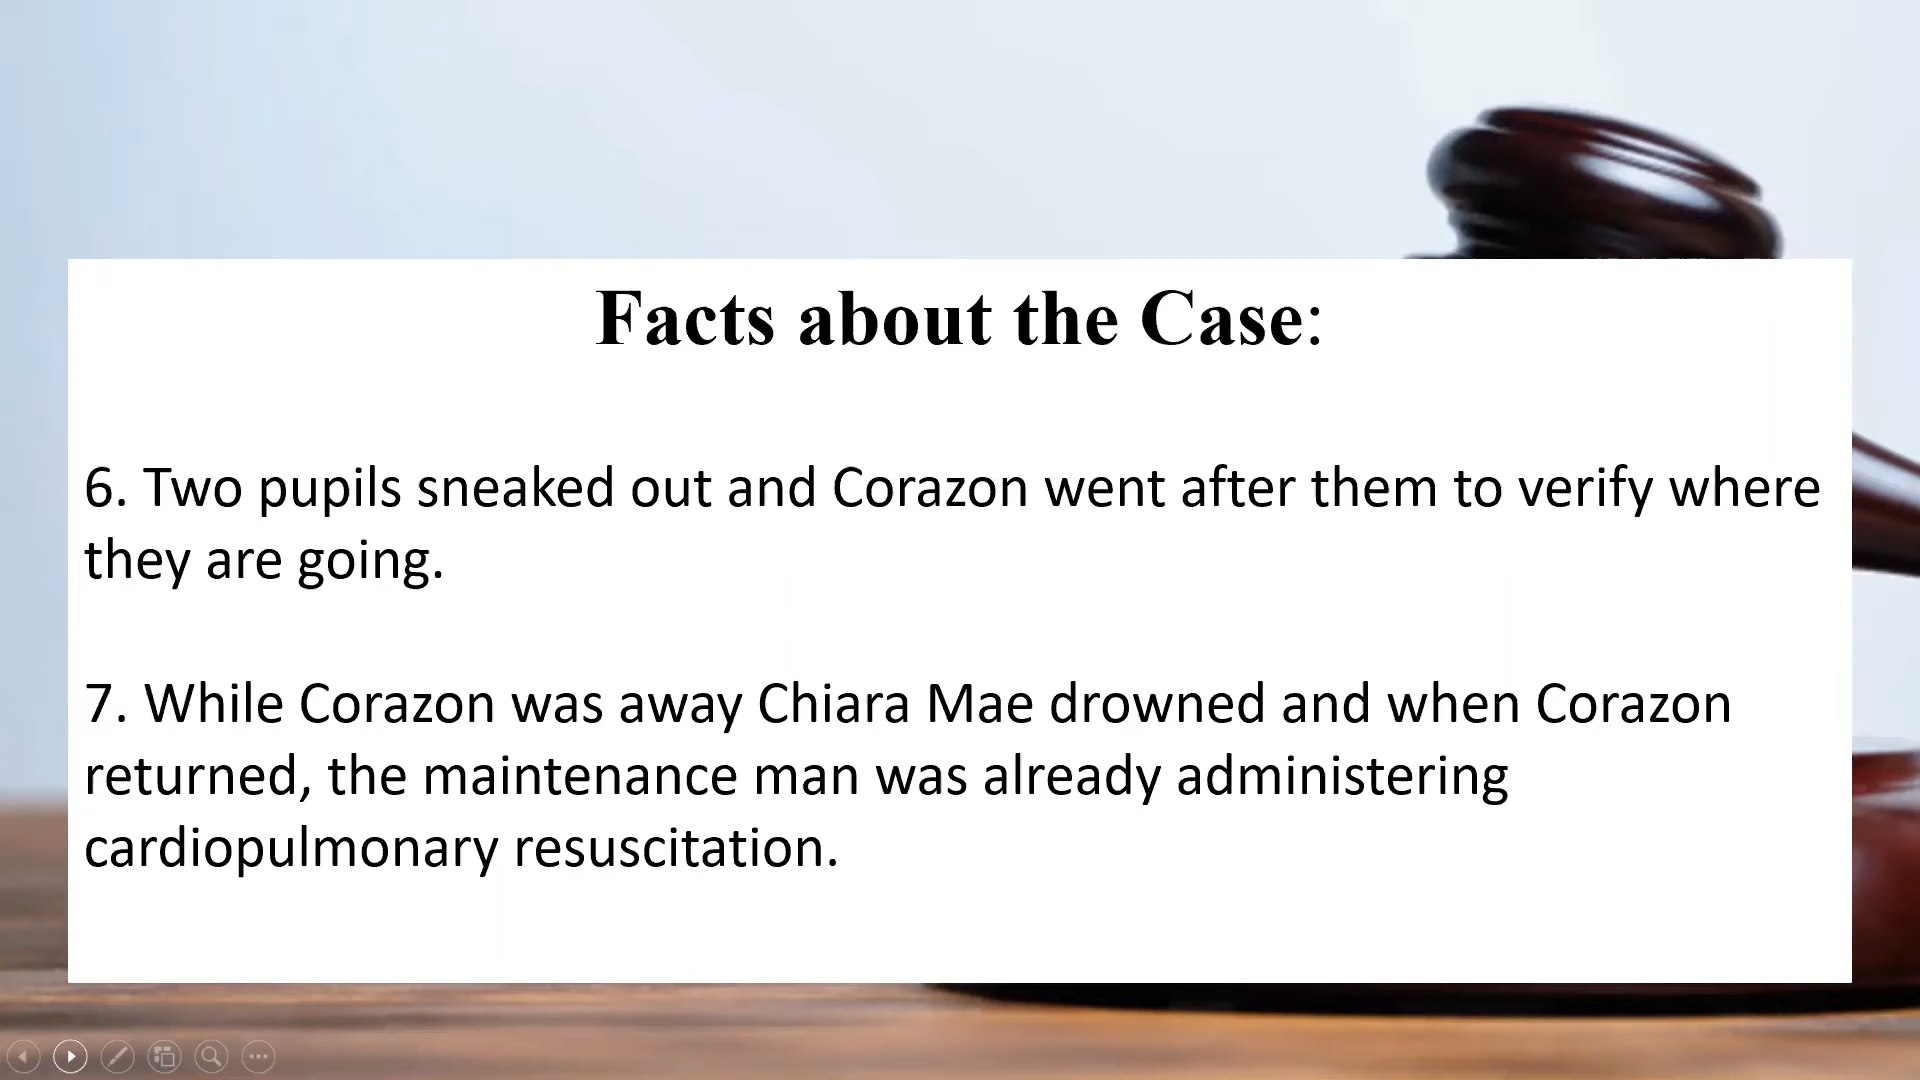 Facts about the Case:
6. Two pupils sneaked out and Corazon went after them to verify where
they are going.
7. While Corazon was away Chiara Mae drowned and when Corazon
returned, the maintenance man was already administering
cardiopulmonary resuscitation.